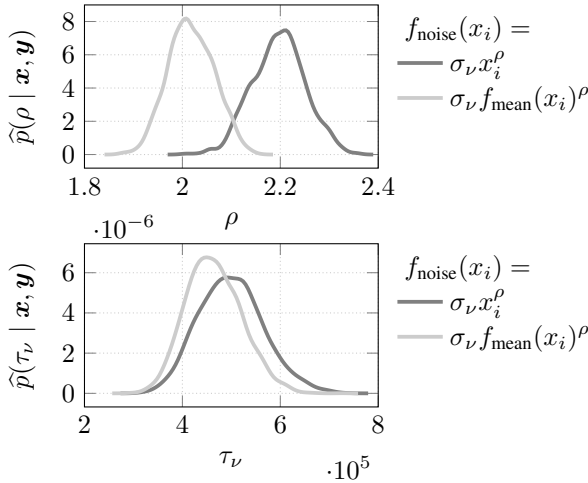 8
6
4
2
0
p̂(ρ | x, y)
1.8 2 2.2 2.4
ρ
f_noise(x_i) =
σ_ν x_i^ρ
σ_ν f_mean(x_i)^ρ
·10^−6
6
4
2
0
p̂(τ_ν | x, y)
2 4 6 8
τ_ν
·10^5
f_noise(x_i) =
σ_ν x_i^ρ
σ_ν f_mean(x_i)^ρ